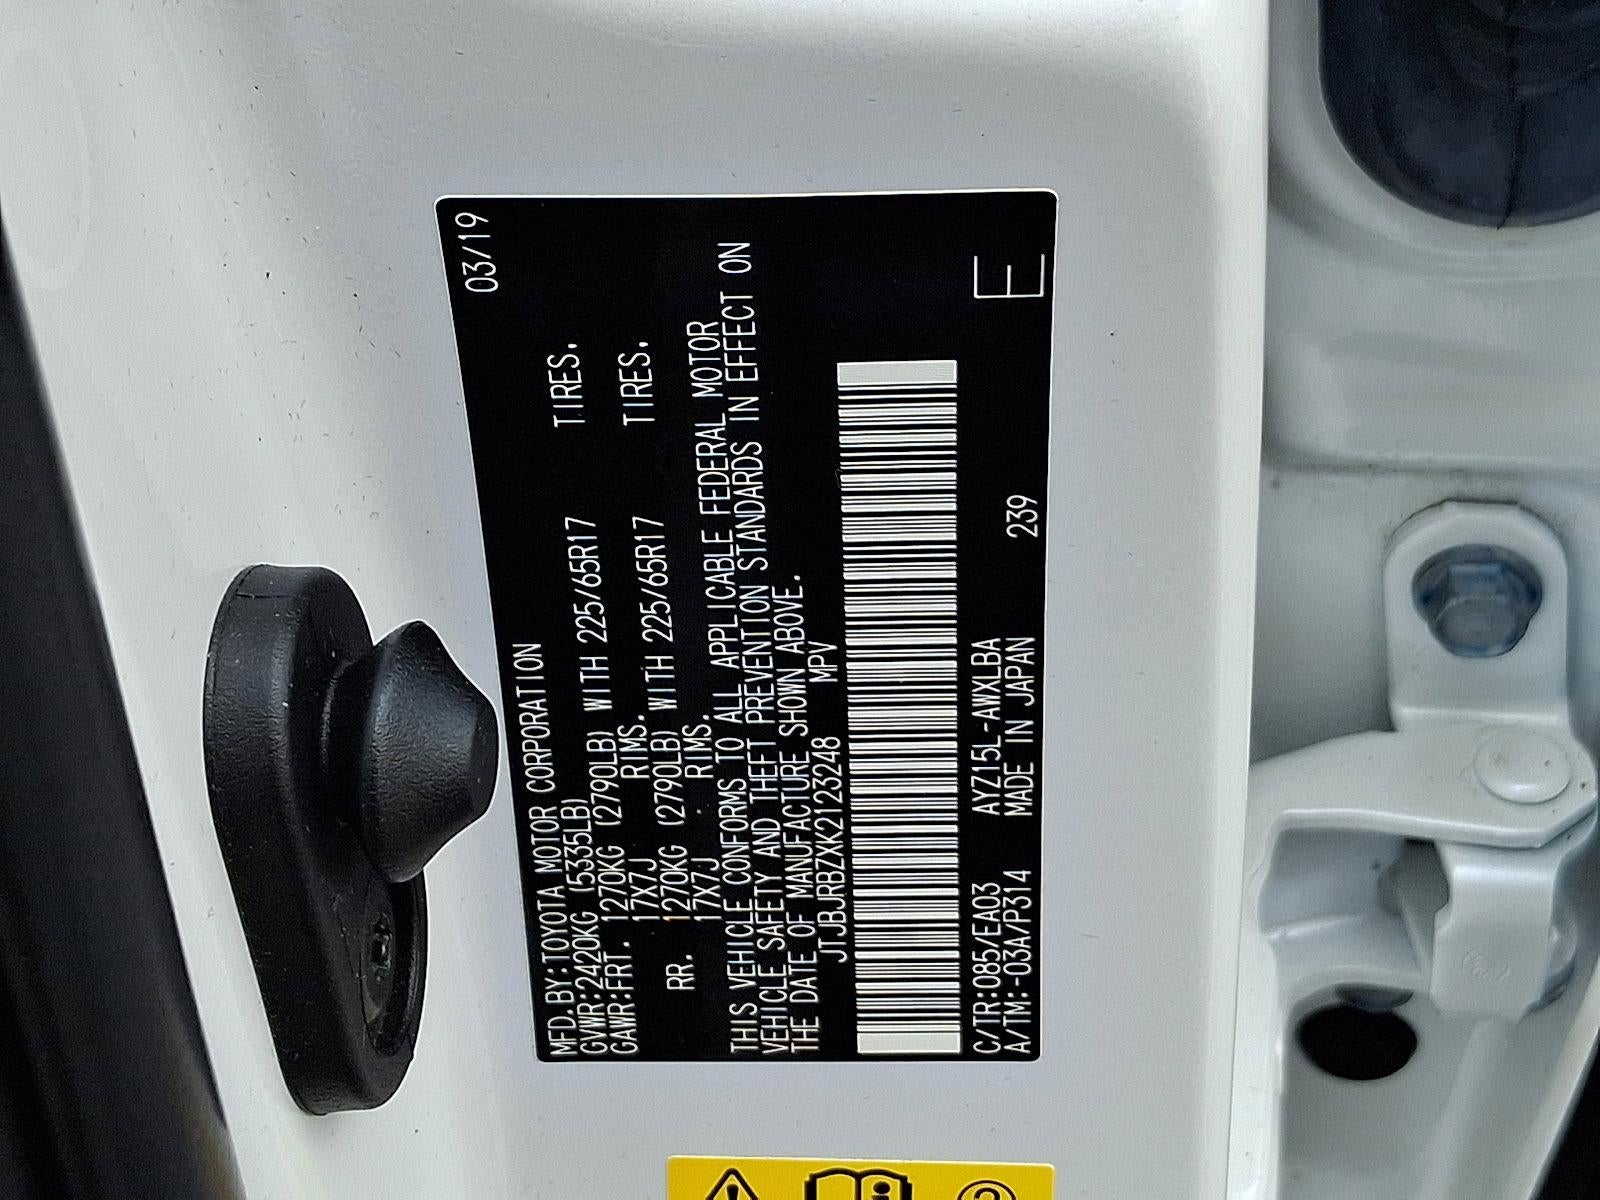 MFD.BY:TOYOTA MOTOR CORPORATION 03/19
GVWR:2420KG (5335LB)
GAWR:FRT. 1270KG (2790LB) WITH 225/65R17 TIRES.
17X7J RIMS.
RR. 1270KG (2790LB) WITH 225/65R17 TIRES.
17X7J RIMS.
THIS VEHICLE CONFORMS TO ALL APPLICABLE FEDERAL MOTOR
VEHICLE SAFETY AND THEFT PREVENTION STANDARDS IN EFFECT ON
THE DATE OF MANUFACTURE SHOWN ABOVE.
JTJBJRBZXK2123248 MPV
C/TR:085/EA03 AYZ15L-AWXLBA
A/TM:-03A/P314 MADE IN JAPAN 239 E